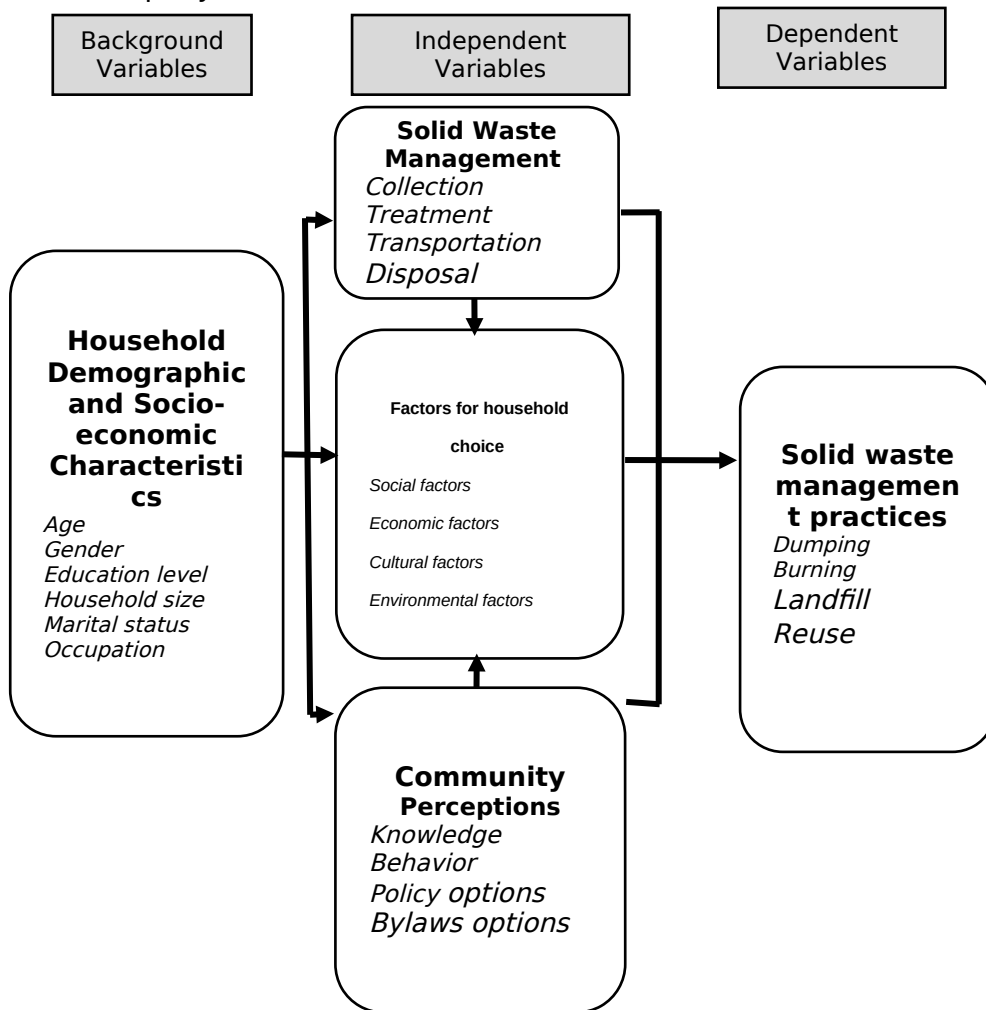 Background
Variables
Independent
Variables
Dependent
Variables
Solid Waste
Management
Collection
Treatment
Transportation
Disposal
Household
Demographic
and Socio-
economic
Characteristi
cs
Age
Gender
Education level
Household size
Marital status
Occupation
Factors for household
choice
Social factors
Economic factors
Cultural factors
Environmental factors
Solid waste
managemen
t practices
Dumping
Burning
Landfill
Reuse
Community
Perceptions
Knowledge
Behavior
Policy options
Bylaws options